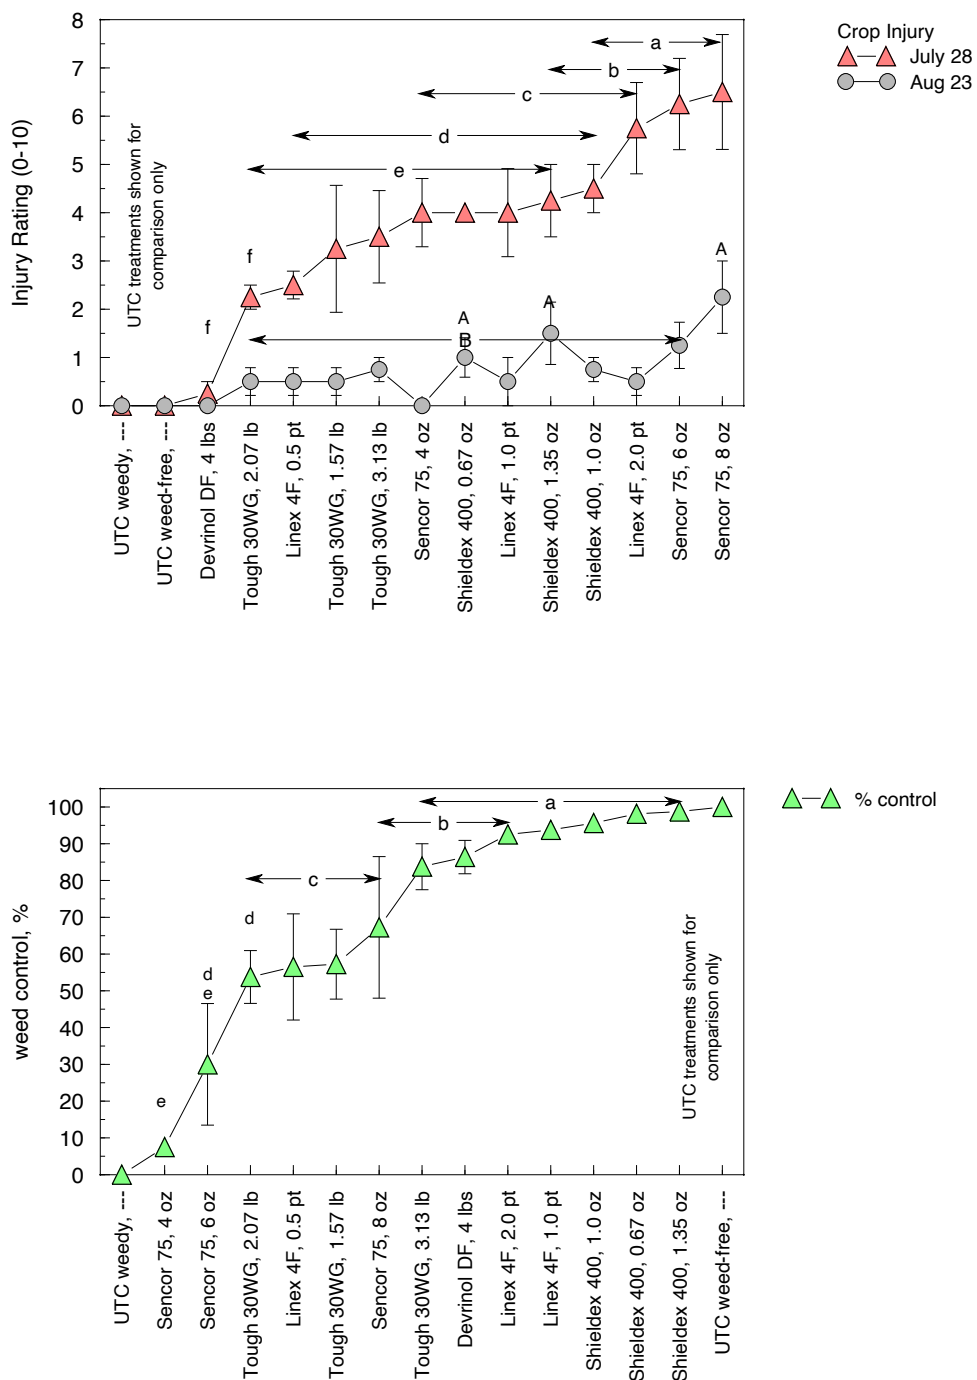 8
7
6
5
4
3
2
1
0
Injury Rating (0-10)
UTC treatments shown for
comparison only
a
b
c
d
e
f
f
A
A
A
B
Crop Injury
July 28
Aug 23
UTC weedy, ---
UTC weed-free, ---
Devrinol DF, 4 lbs
Tough 30WG, 2.07 lb
Linex 4F, 0.5 pt
Tough 30WG, 1.57 lb
Tough 30WG, 3.13 lb
Sencor 75, 4 oz
Shieldex 400, 0.67 oz
Linex 4F, 1.0 pt
Shieldex 400, 1.35 oz
Shieldex 400, 1.0 oz
Linex 4F, 2.0 pt
Sencor 75, 6 oz
Sencor 75, 8 oz
100
90
80
70
60
50
40
30
20
10
0
weed control, %
a
b
c
d
d
e
e
% control
UTC treatments shown for
comparison only
UTC weedy, ---
Sencor 75, 4 oz
Sencor 75, 6 oz
Tough 30WG, 2.07 lb
Linex 4F, 0.5 pt
Tough 30WG, 1.57 lb
Sencor 75, 8 oz
Tough 30WG, 3.13 lb
Devrinol DF, 4 lbs
Linex 4F, 2.0 pt
Linex 4F, 1.0 pt
Shieldex 400, 1.0 oz
Shieldex 400, 0.67 oz
Shieldex 400, 1.35 oz
UTC weed-free, ---